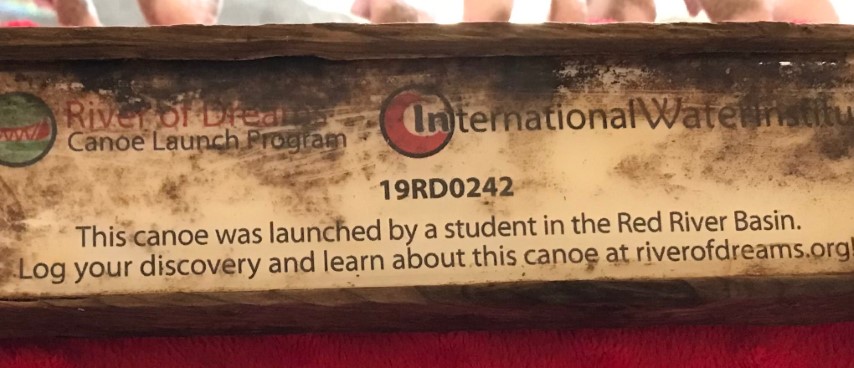 River of Dreams
Canoe Launch Program
International Water Institu
19RD0242
This canoe was launched by a student in the Red River Basin.
Log your discovery and learn about this canoe at riverofdreams.org!